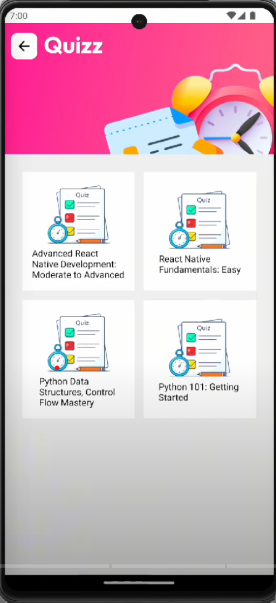 7:00
Quizz
Quiz
Advanced React
Native Development:
Moderate to Advanced
Quiz
React Native
Fundamentals: Easy
Quiz
Python Data
Structures, Control
Flow Mastery
Quiz
Python 101: Getting
Started